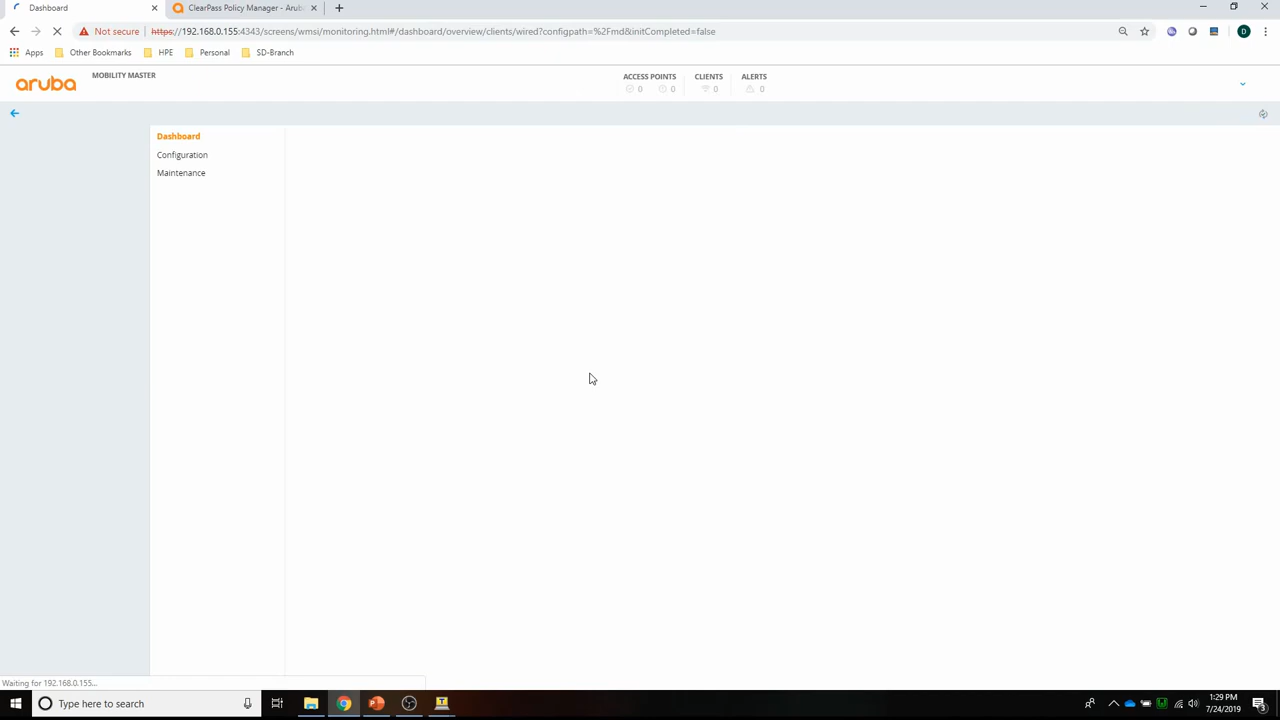 Dashboard
ClearPass Policy Manager - Arub
Not secure
https://192.168.0.155:4343/screens/wmsi/monitoring.html#/dashboard/overview/clients/wired?configpath=%2Fmd&initCompleted=false
D
Apps
Other Bookmarks
HPE
Personal
SD-Branch
aruba
MOBILITY MASTER
ACCESS POINTS
CLIENTS
ALERTS
0
0
0
0
Dashboard
Configuration
Maintenance
Waiting for 192.168.0.155...
Type here to search
1:29 PM
7/24/2019